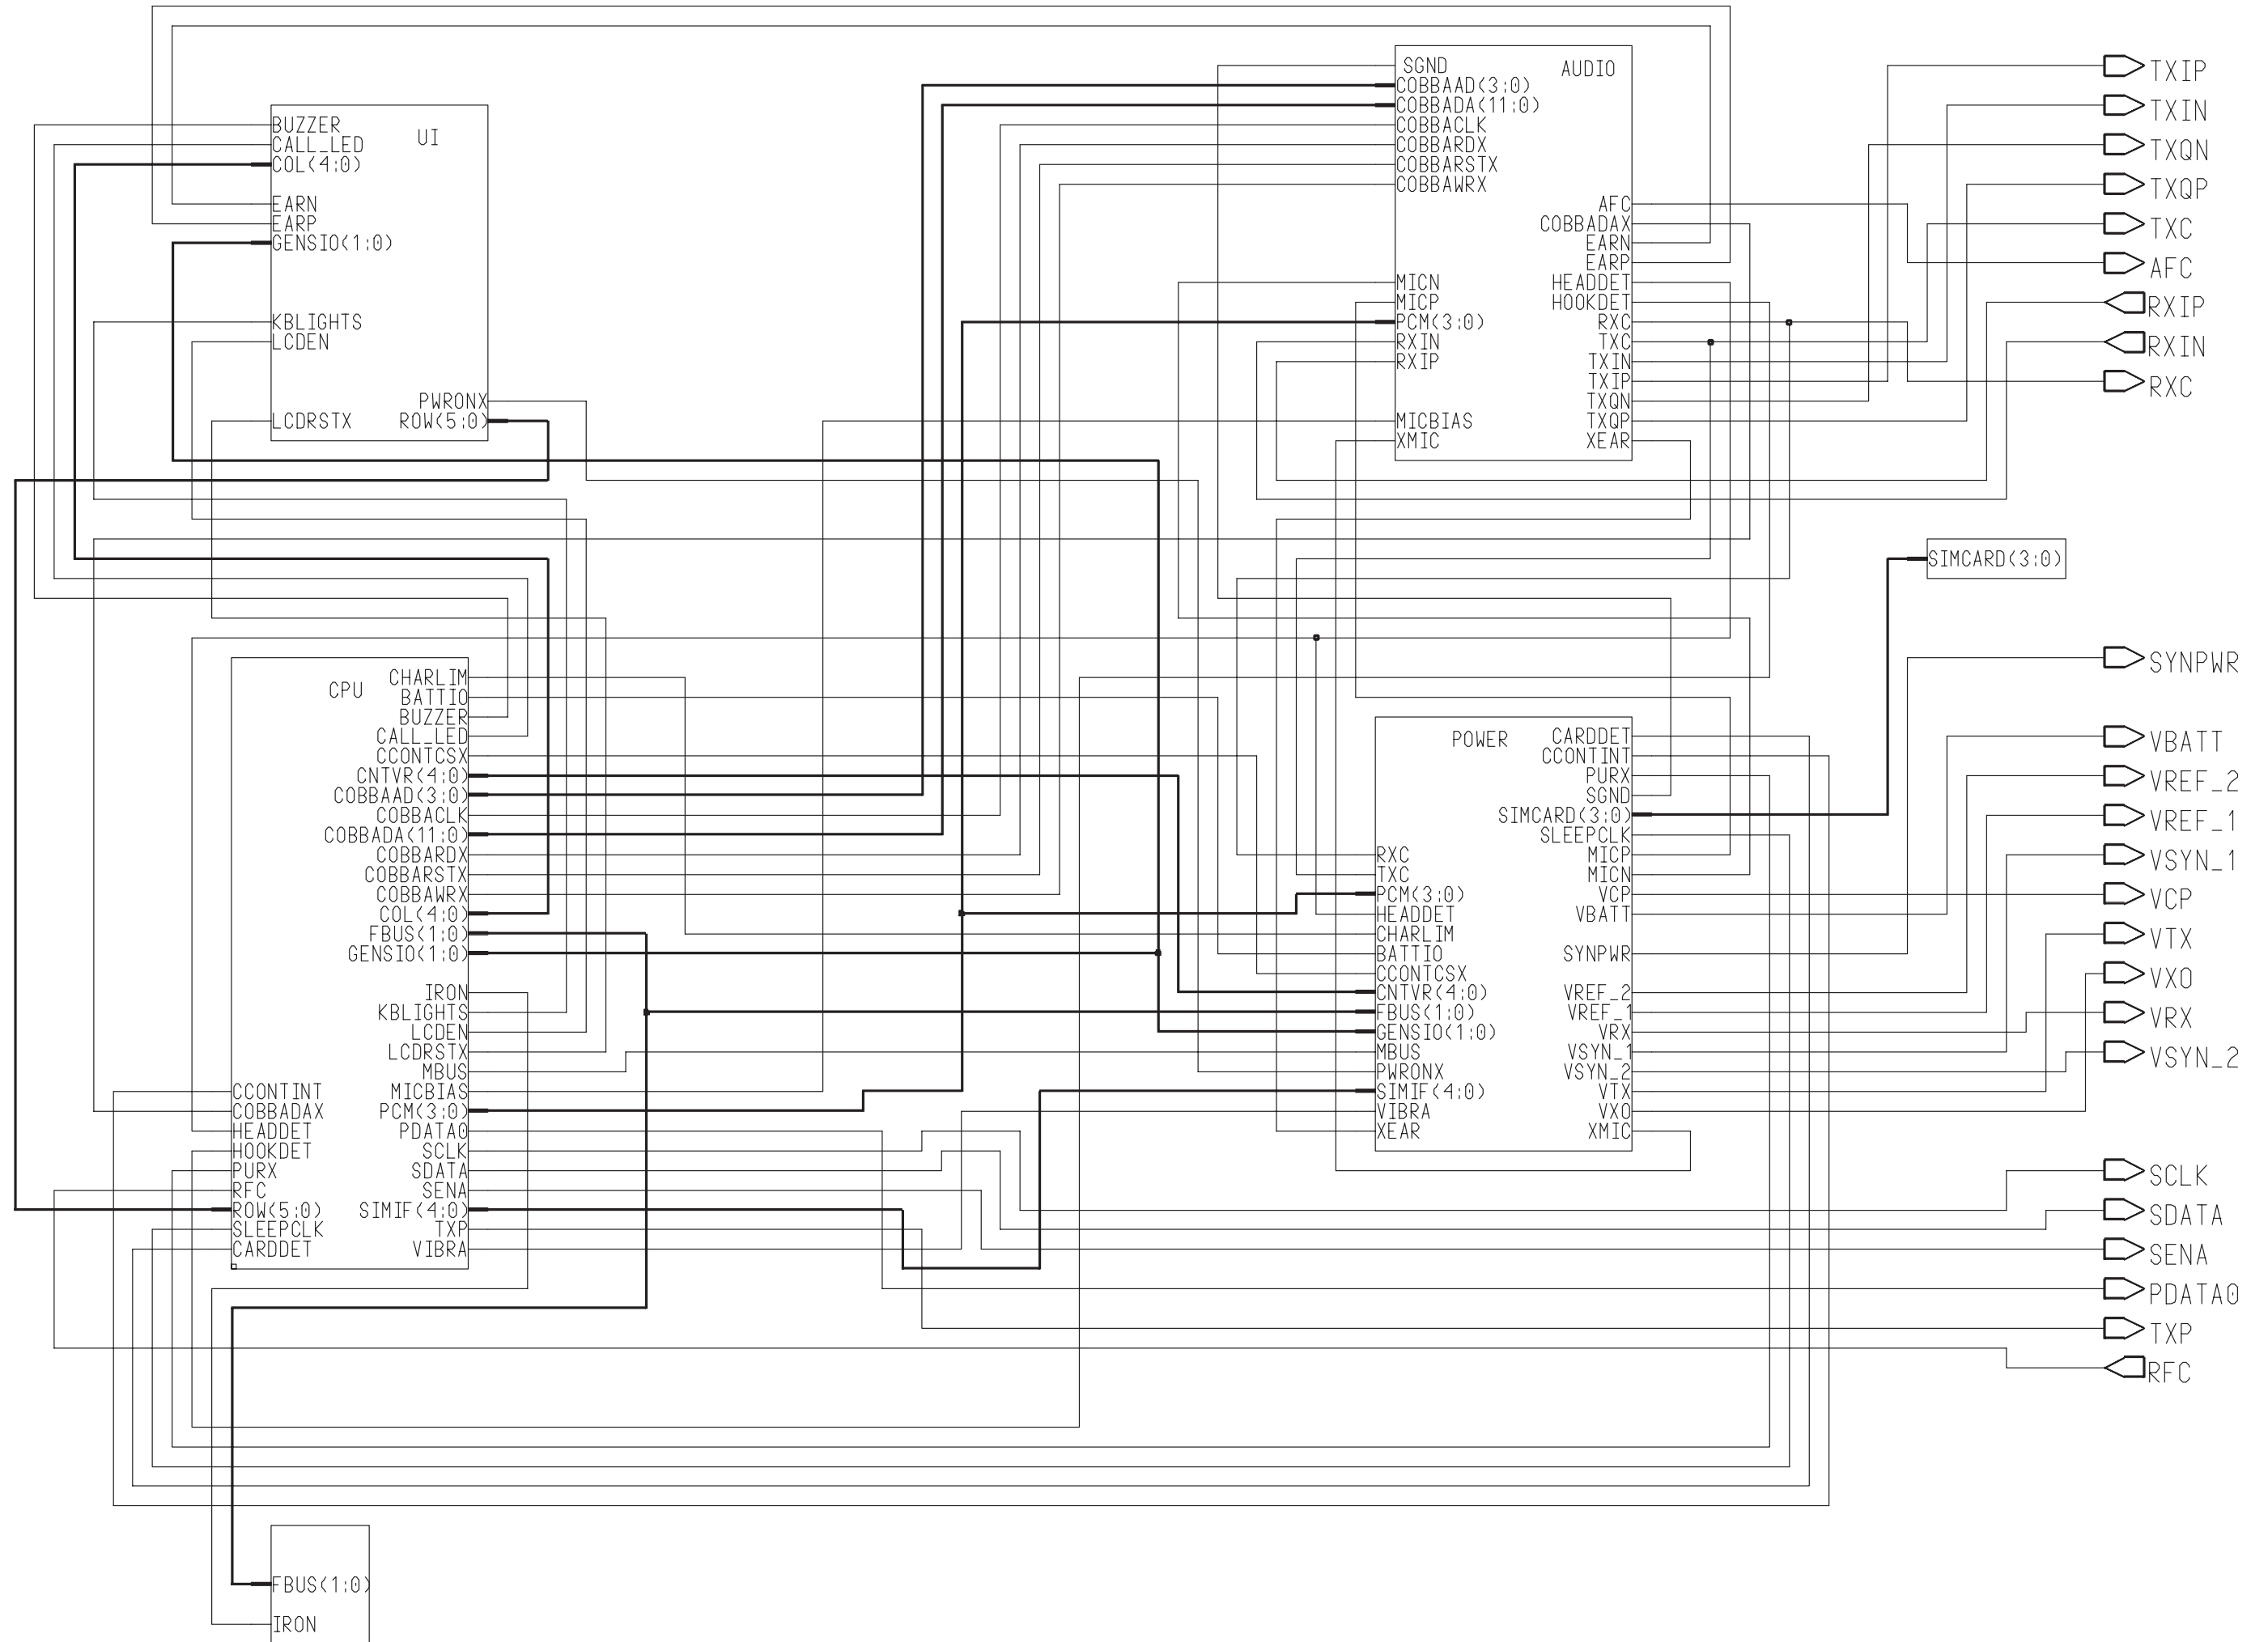 UI
BUZZER
CALL_LED
COL(4:0)
EARN
EARP
GENSIO(1:0)
KBLIGHTS
LCDEN
LCDRSTX
PWRONX
ROW(5:0)
AUDIO
SGND
COBBAAD(3:0)
COBBADA(11:0)
COBBACLK
COBBARDX
COBBARSTX
COBBAWRX
MICN
MICP
PCM(3:0)
RXIN
RXIP
MICBIAS
XMIC
AFC
COBBADAX
EARN
EARP
HEADDET
HOOKDET
RXC
TXC
TXIN
TXIP
TXQN
TXQP
XEAR
TXIP
TXIN
TXQN
TXQP
TXC
AFC
RXIP
RXIN
RXC
SIMCARD(3:0)
CPU
CHARLIM
BATTIO
BUZZER
CALL_LED
CCONTCSX
CNTVR(4:0)
COBBAAD(3:0)
COBBACLK
COBBADA(11:0)
COBBARDX
COBBARSTX
COBBAWRX
COL(4:0)
FBUS(1:0)
GENSIO(1:0)
IRON
KBLIGHTS
LCDEN
LCDRSTX
MBUS
MICBIAS
PCM(3:0)
PDATA0
SCLK
SDATA
SENA
SIMIF(4:0)
TXP
VIBRA
CCONTINT
COBBADAX
HEADDET
HOOKDET
PURX
RFC
ROW(5:0)
SLEEPCLK
CARDDET
POWER
RXC
TXC
PCM(3:0)
HEADDET
CHARLIM
BATTIO
CCONTCSX
CNTVR(4:0)
FBUS(1:0)
GENSIO(1:0)
MBUS
PWRONX
SIMIF(4:0)
VIBRA
XEAR
CARDDET
CCONTINT
PURX
SGND
SIMCARD(3:0)
SLEEPCLK
MICP
MICN
VCP
VBATT
SYNPWR
VREF_2
VREF_1
VRX
VSYN_1
VSYN_2
VTX
VXO
XMIC
SYNPWR
VBATT
VREF_2
VREF_1
VSYN_1
VCP
VTX
VXO
VRX
VSYN_2
SCLK
SDATA
SENA
PDATA0
TXP
RFC
FBUS(1:0)
IRON